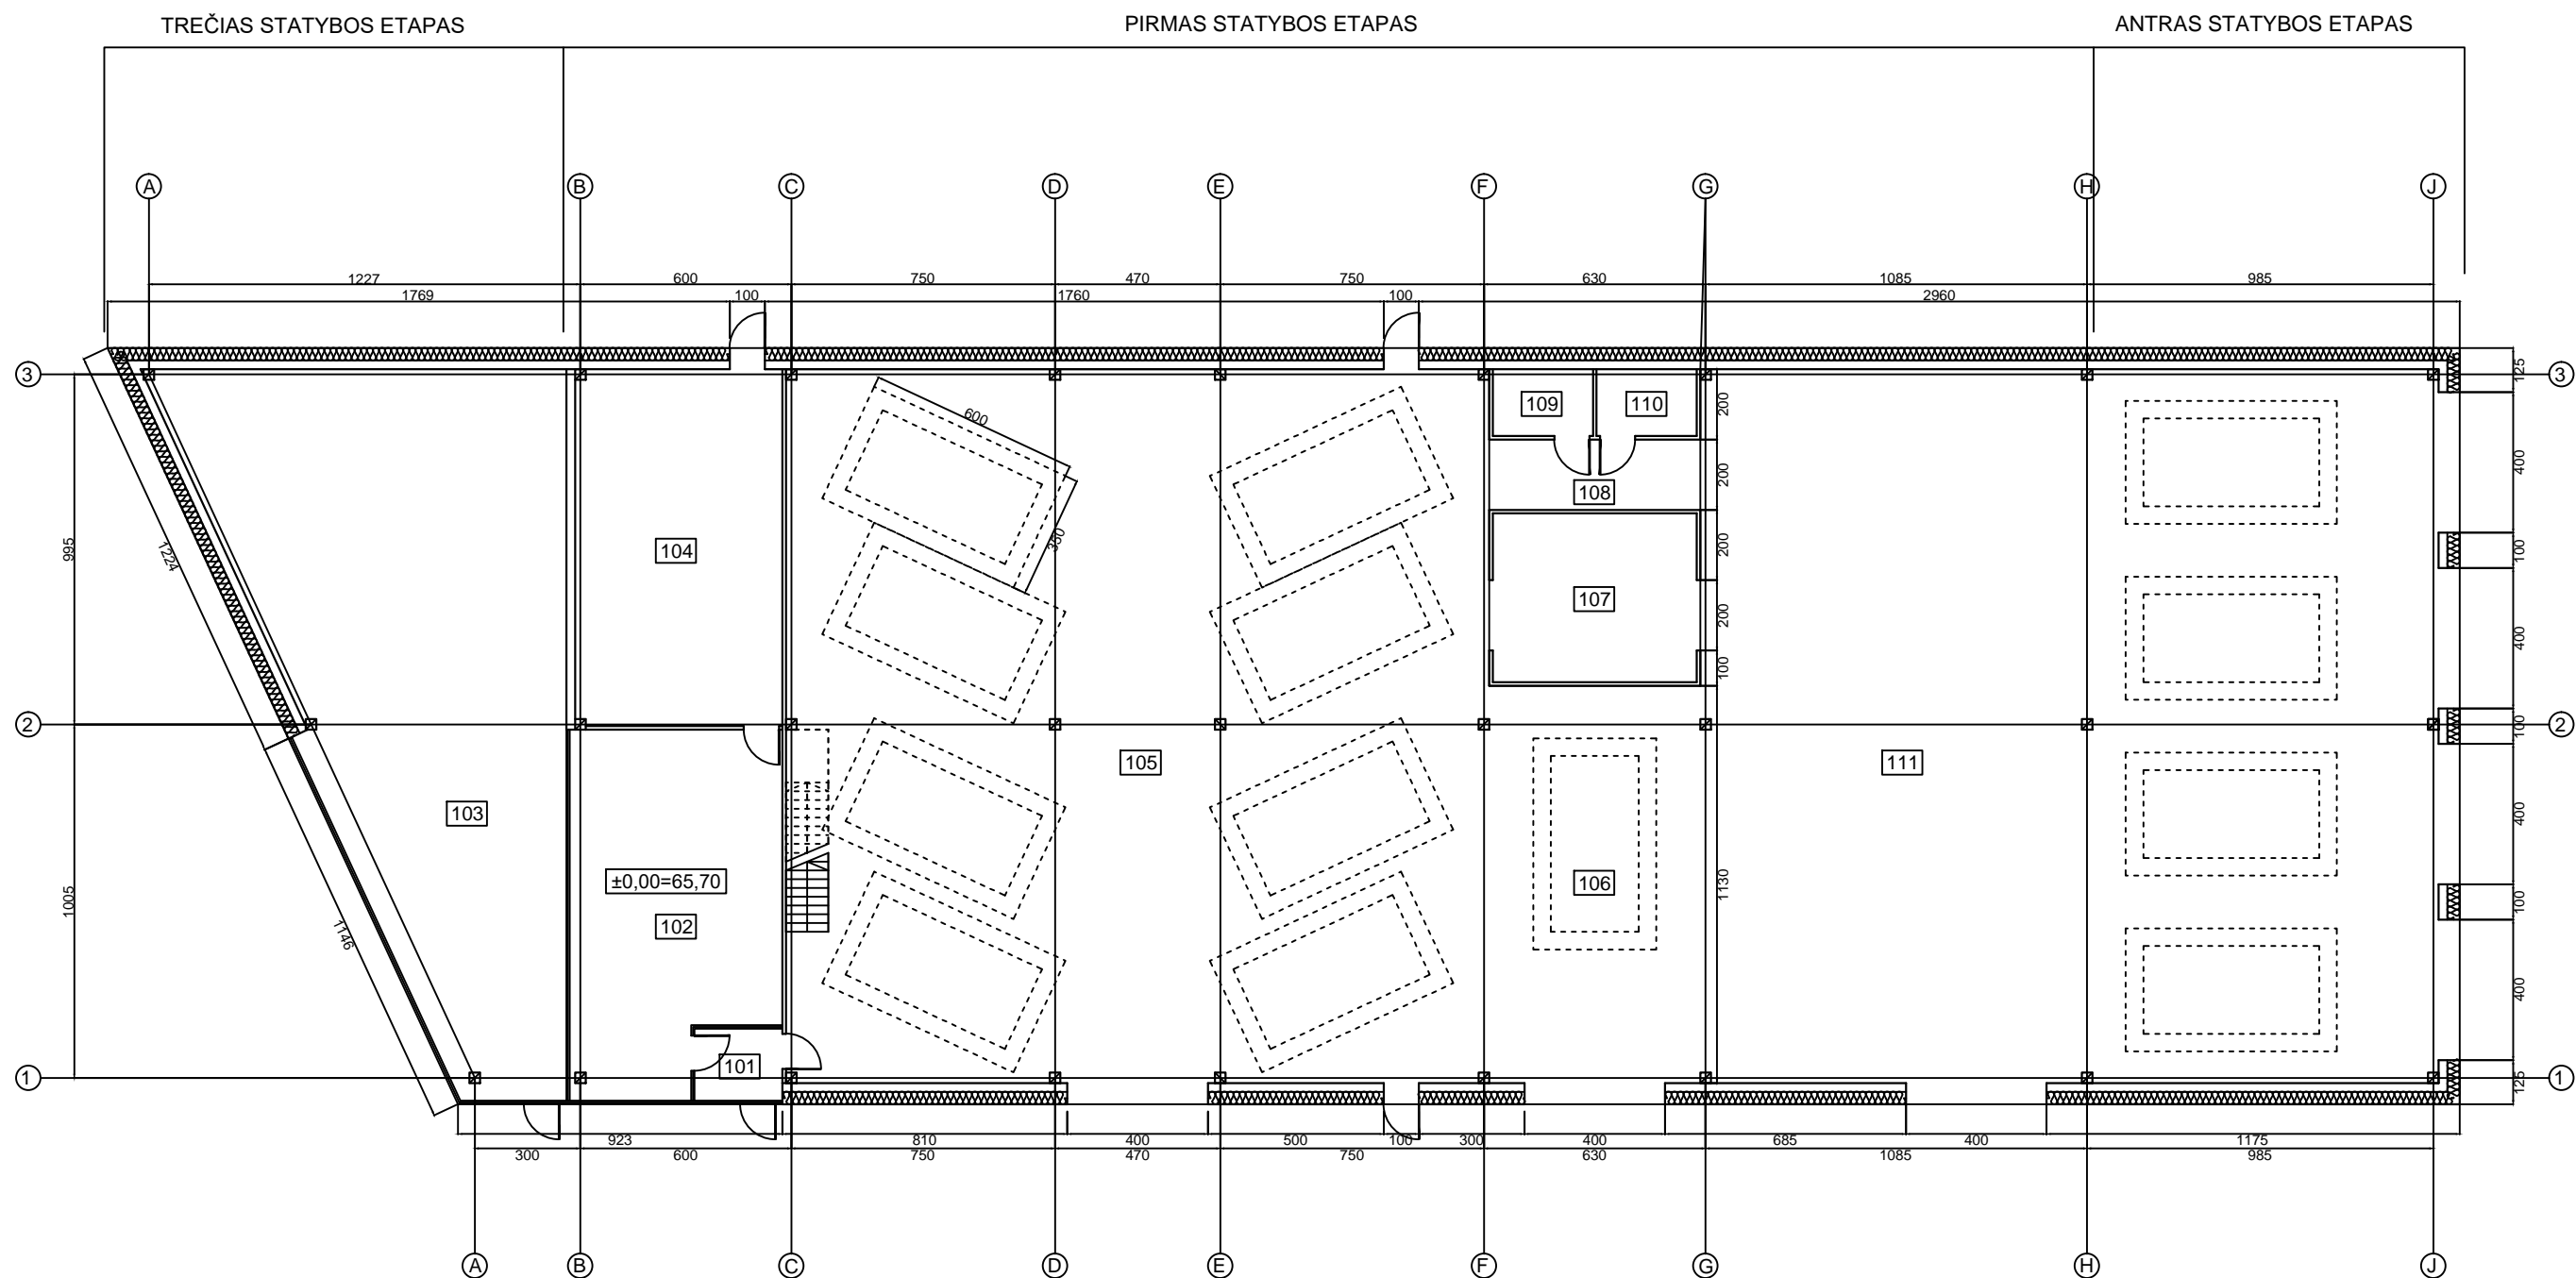 TREČIAS STATYBOS ETAPAS PIRMAS STATYBOS ETAPAS ANTRAS STATYBOS ETAPAS
A B C D E F G H J
1227 600 750 470 750 630 1085 985
1769 100 1760 100 2960
3 3
125
600
109 110 200
400
200
108
350
995 1224 104 200 100
107 200
400
100
2 2
100
105 111
103 400
±0,00=65,70 106 1130
1005 102 100
1146
400
101
1 1
125
923 810 400 500 100 300 400 685 400 1175
300 600 750 470 750 630 1085 985
A B C D E F G H J